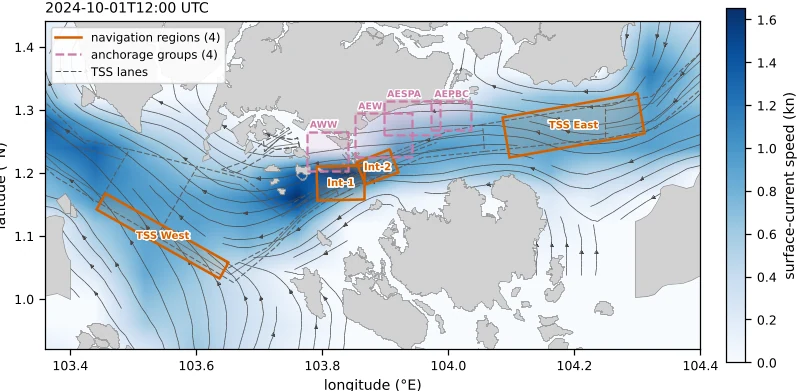 2024-10-01T12:00 UTC
navigation regions (4)
anchorage groups (4)
TSS lanes
AESPA
AEPBC
AEW
AWW
TSS East
Int-2
Int-1
TSS West
1.4
1.3
1.2
1.1
1.0
103.4
103.6
103.8
104.0
104.2
104.4
longitude (°E)
latitude (°N)
1.6
1.4
1.2
1.0
0.8
0.6
0.4
0.2
0.0
surface-current speed (kn)